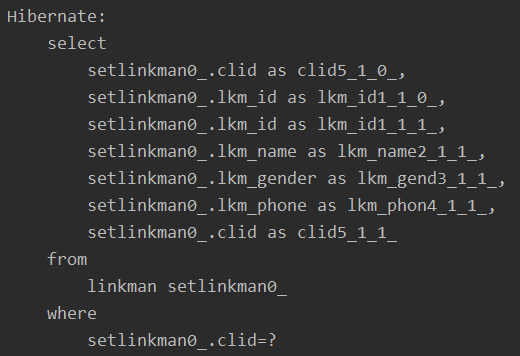 Hibernate:
    select
        setlinkman0_.clid as clid5_1_0_,
        setlinkman0_.lkm_id as lkm_id1_1_0_,
        setlinkman0_.lkm_id as lkm_id1_1_1_,
        setlinkman0_.lkm_name as lkm_name2_1_1_,
        setlinkman0_.lkm_gender as lkm_gend3_1_1_,
        setlinkman0_.lkm_phone as lkm_phon4_1_1_,
        setlinkman0_.clid as clid5_1_1_
    from
        linkman setlinkman0_
    where
        setlinkman0_.clid=?